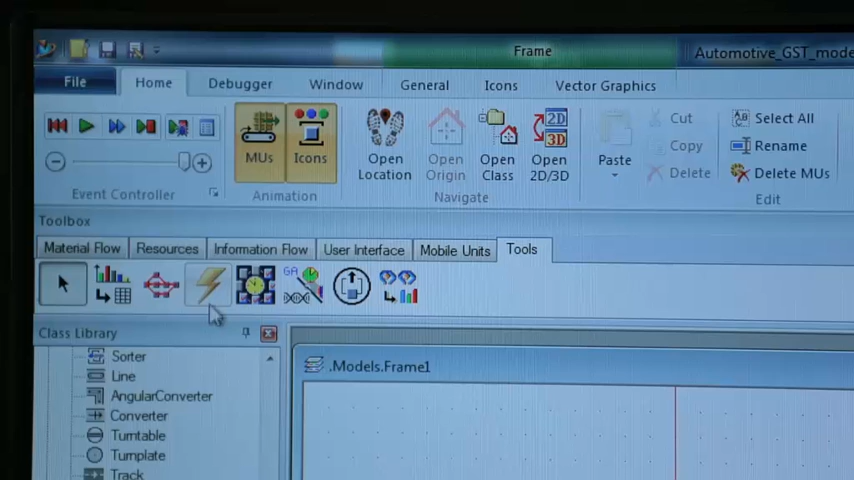 Frame
Automotive_GST_mode
File Home Debugger Window General Icons Vector Graphics
MUs Icons Open Location Open Origin Open Class 2D 3D Open 2D/3D Paste Cut Copy Delete Select All Rename Delete MUs
Event Controller Animation Navigate Edit
Toolbox
Material Flow Resources Information Flow User Interface Mobile Units Tools
GA
Class Library
.Models.Frame1
Sorter
Line
AngularConverter
Converter
Turntable
Turnplate
Track